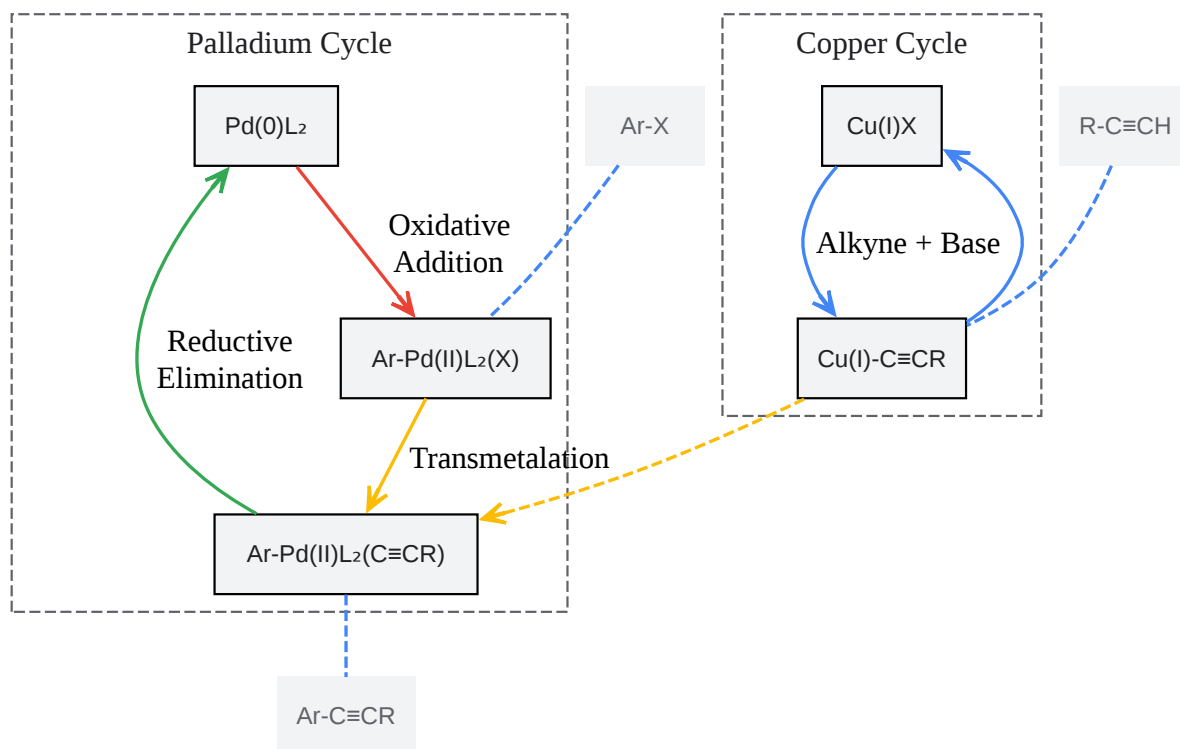 Palladium Cycle
Copper Cycle
Pd(0)L₂
Ar-X
Cu(I)X
R-C≡CH
Oxidative
Addition
Alkyne + Base
Reductive
Elimination
Ar-Pd(II)L₂(X)
Cu(I)-C≡CR
Transmetalation
Ar-Pd(II)L₂(C≡CR)
Ar-C≡CR